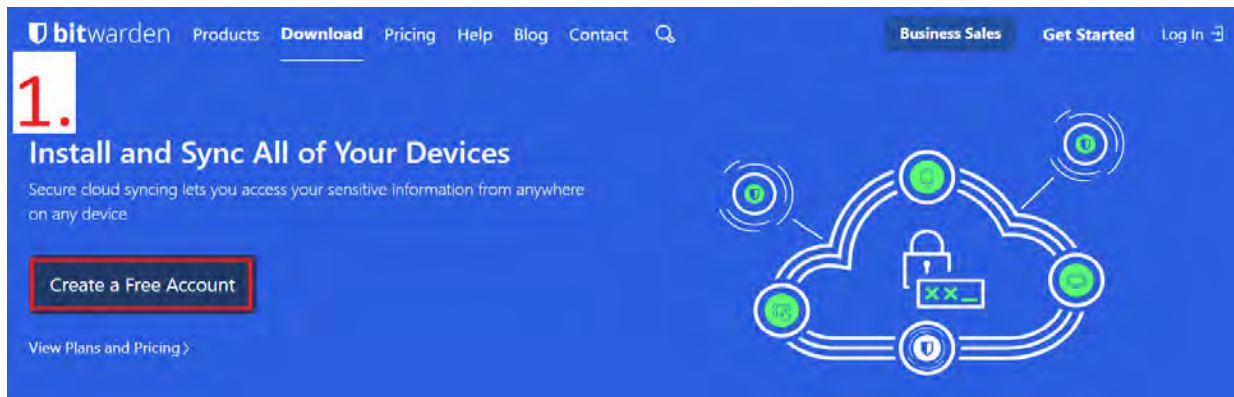 bitwarden Products Download Pricing Help Blog Contact Business Sales Get Started Log In
1.
Install and Sync All of Your Devices
Secure cloud syncing lets you access your sensitive information from anywhere
on any device
Create a Free Account
View Plans and Pricing >
××_